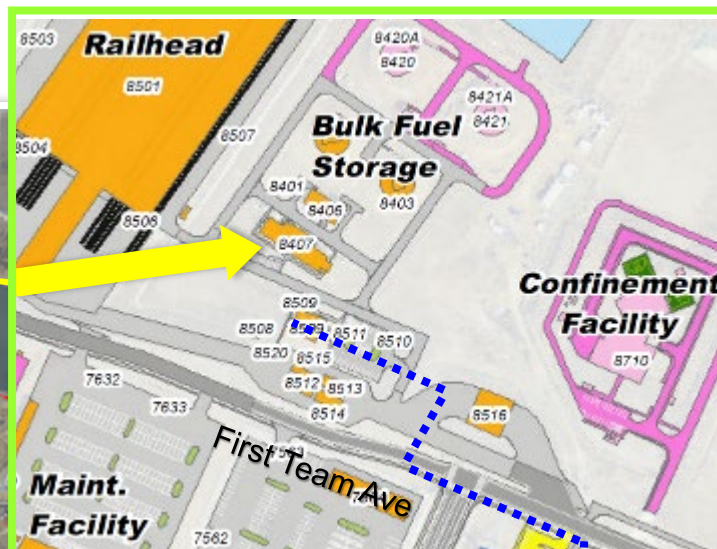 8503
Railhead
8420A
8420
8501
8421A
8421
Bulk Fuel
Storage
8507
8504
8401
8406
8403
8506
8407
Confinement
Facility
8509
8508
8511
8510
8520
8515
8710
7632
8512
8513
7633
8514
8516
First Team Ave
Maint.
Facility
7562